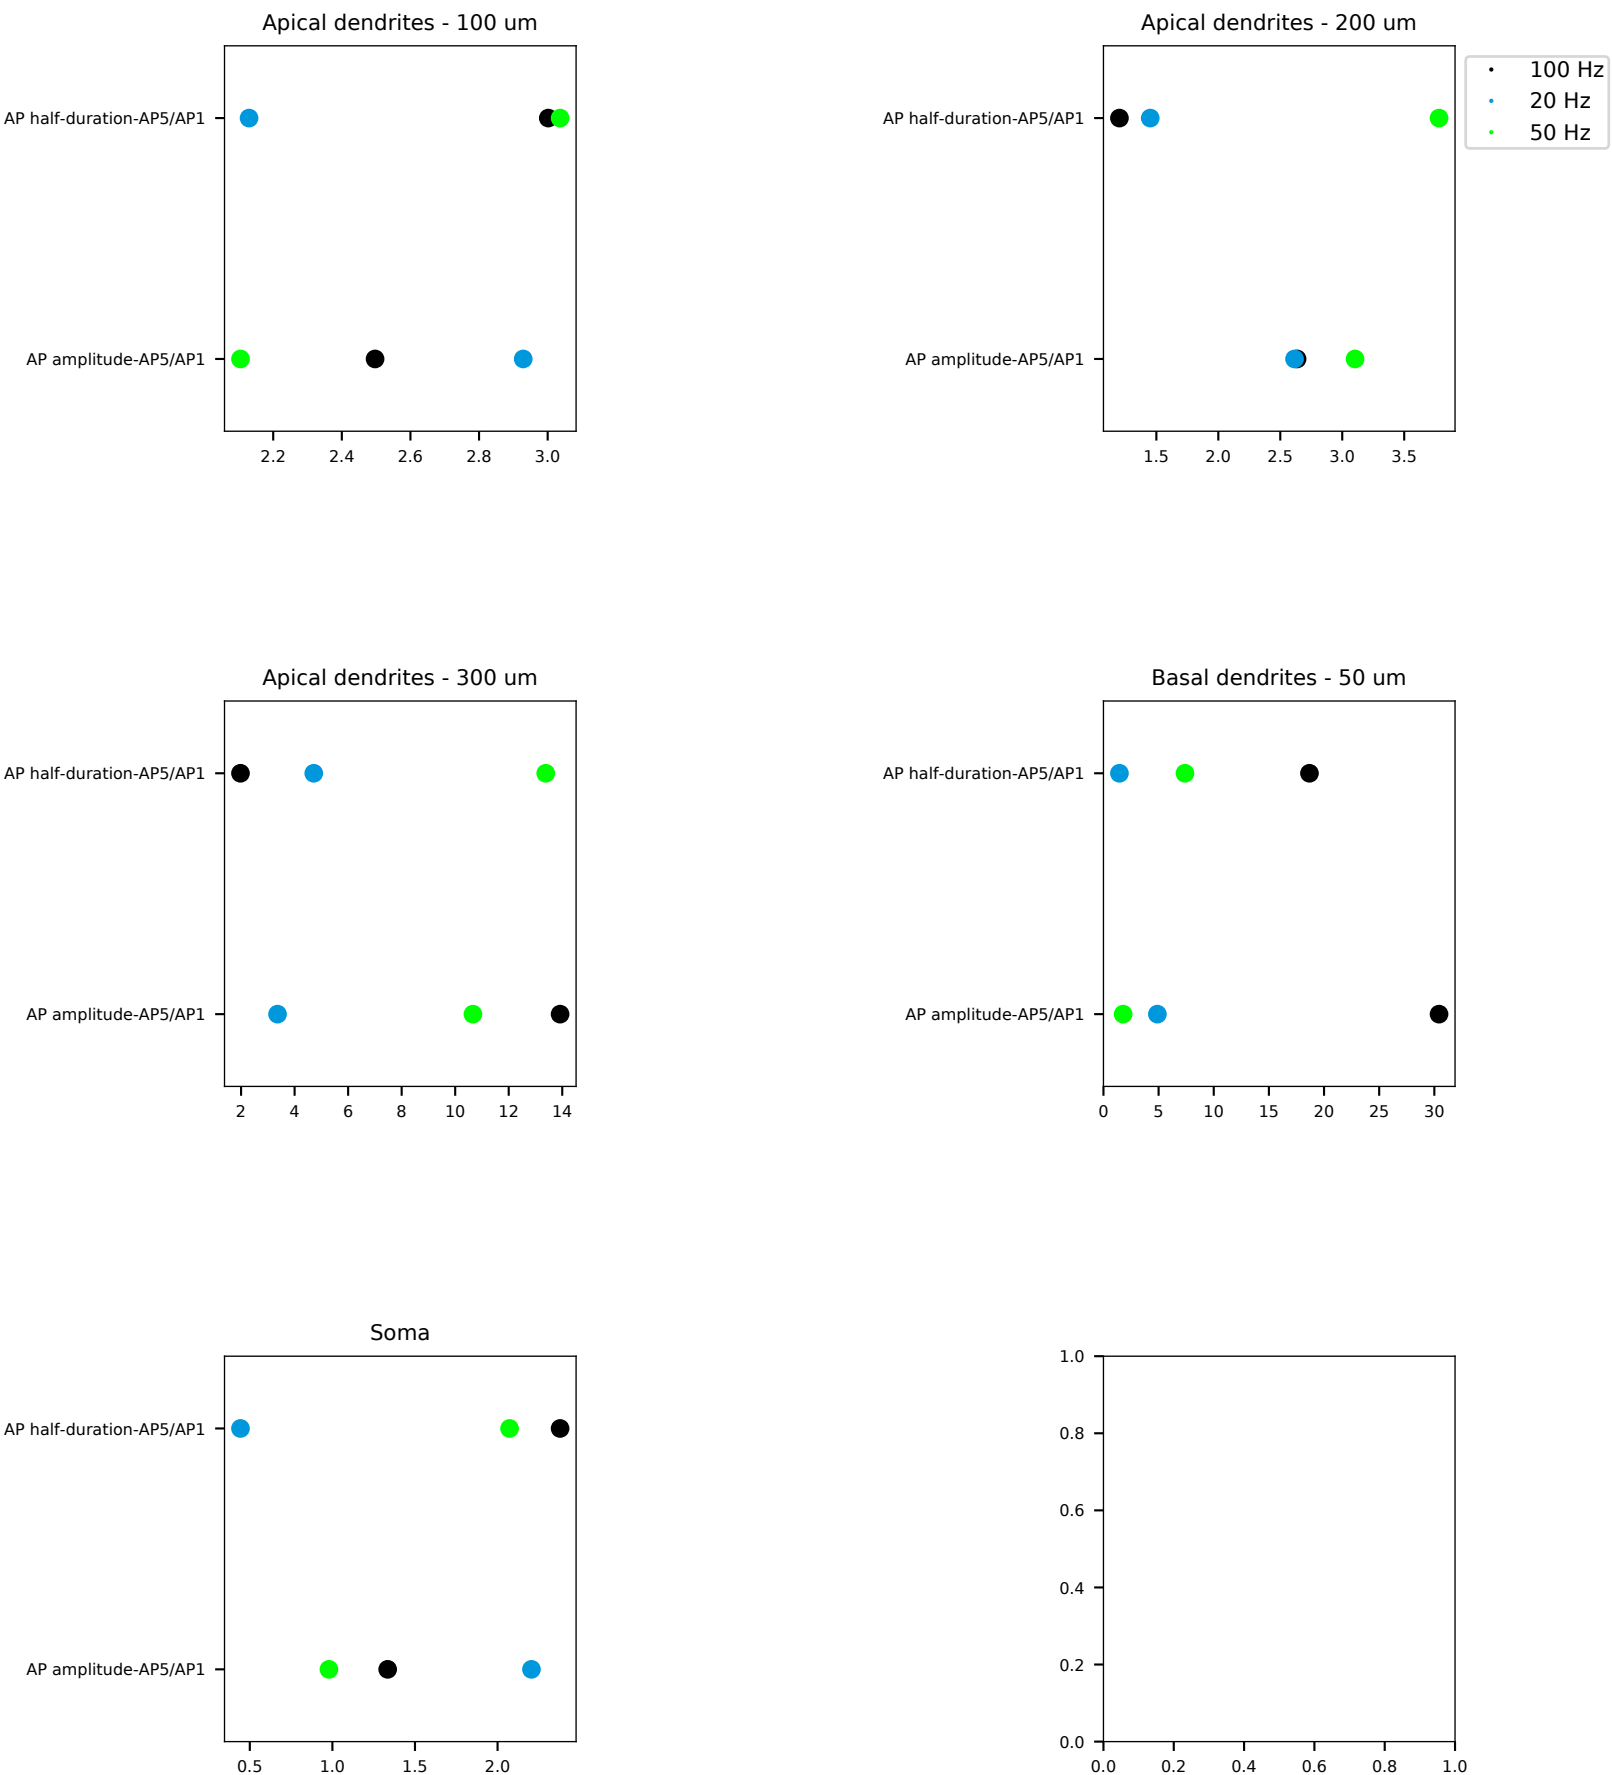 Apical dendrites - 100 um
AP half-duration-AP5/AP1
AP amplitude-AP5/AP1
2.2 2.4 2.6 2.8 3.0
Apical dendrites - 200 um
AP half-duration-AP5/AP1
AP amplitude-AP5/AP1
1.5 2.0 2.5 3.0 3.5
100 Hz
20 Hz
50 Hz
Apical dendrites - 300 um
AP half-duration-AP5/AP1
AP amplitude-AP5/AP1
2 4 6 8 10 12 14
Basal dendrites - 50 um
AP half-duration-AP5/AP1
AP amplitude-AP5/AP1
0 5 10 15 20 25 30
Soma
AP half-duration-AP5/AP1
AP amplitude-AP5/AP1
0.5 1.0 1.5 2.0
1.0
0.8
0.6
0.4
0.2
0.0
0.0 0.2 0.4 0.6 0.8 1.0